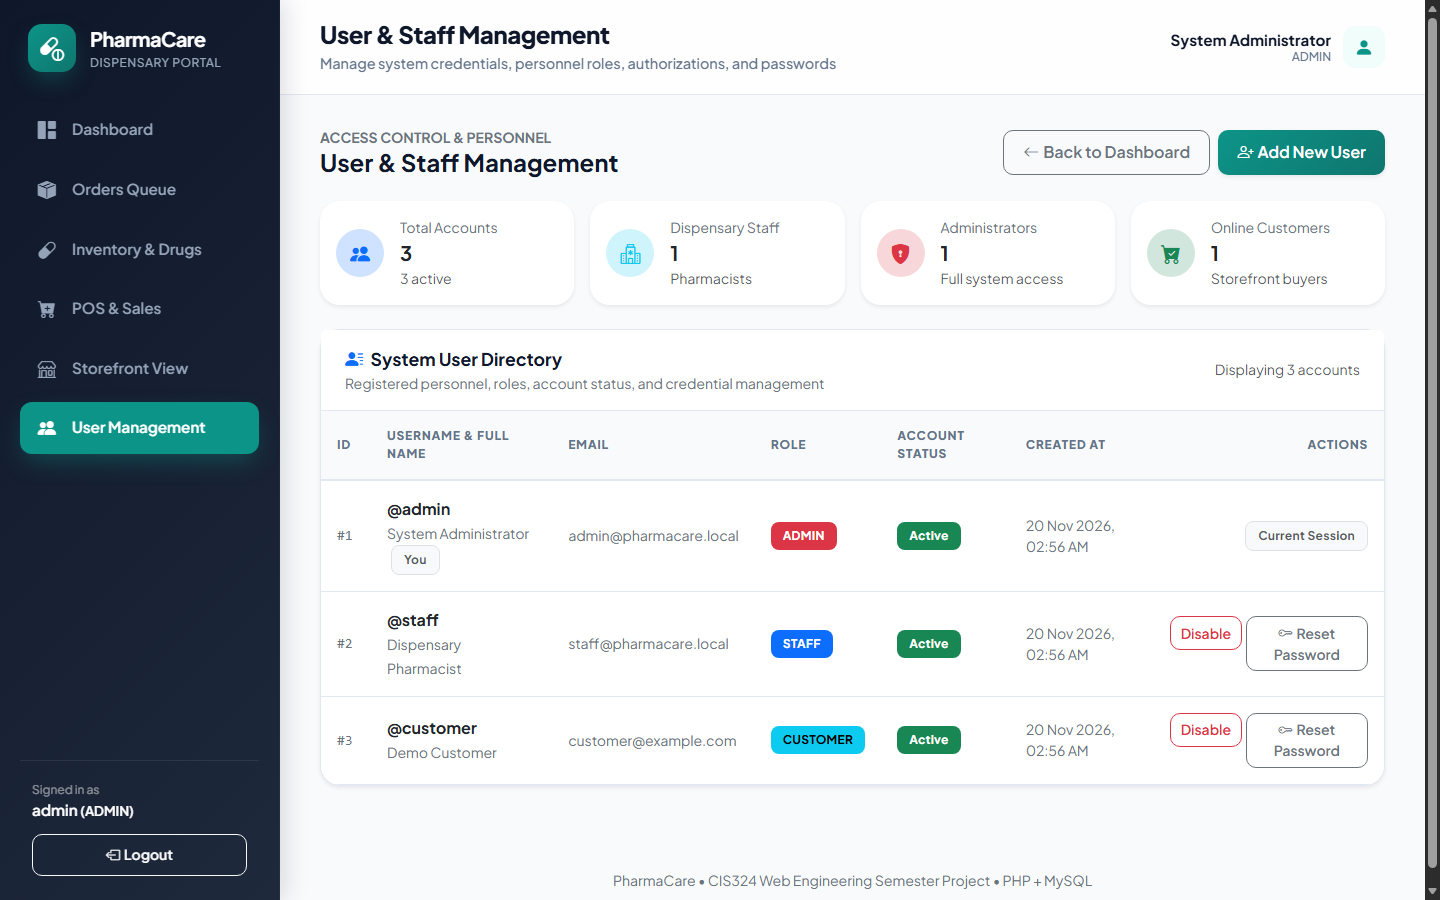 PharmaCare
DISPENSARY PORTAL
Dashboard
Orders Queue
Inventory & Drugs
POS & Sales
Storefront View
User Management
Signed in as
admin (ADMIN)
Logout
User & Staff Management
Manage system credentials, personnel roles, authorizations, and passwords
System Administrator
ADMIN
ACCESS CONTROL & PERSONNEL
User & Staff Management
Back to Dashboard
Add New User
Total Accounts
3
3 active
Dispensary Staff
1
Pharmacists
Administrators
1
Full system access
Online Customers
1
Storefront buyers
System User Directory
Registered personnel, roles, account status, and credential management
Displaying 3 accounts
ID
USERNAME & FULL
NAME
EMAIL
ROLE
ACCOUNT
STATUS
CREATED AT
ACTIONS
#1
@admin
System Administrator
You
admin@pharmacare.local
ADMIN
Active
20 Nov 2026,
02:56 AM
Current Session
#2
@staff
Dispensary
Pharmacist
staff@pharmacare.local
STAFF
Active
20 Nov 2026,
02:56 AM
Disable
Reset
Password
#3
@customer
Demo Customer
customer@example.com
CUSTOMER
Active
20 Nov 2026,
02:56 AM
Disable
Reset
Password
PharmaCare • CIS324 Web Engineering Semester Project • PHP + MySQL